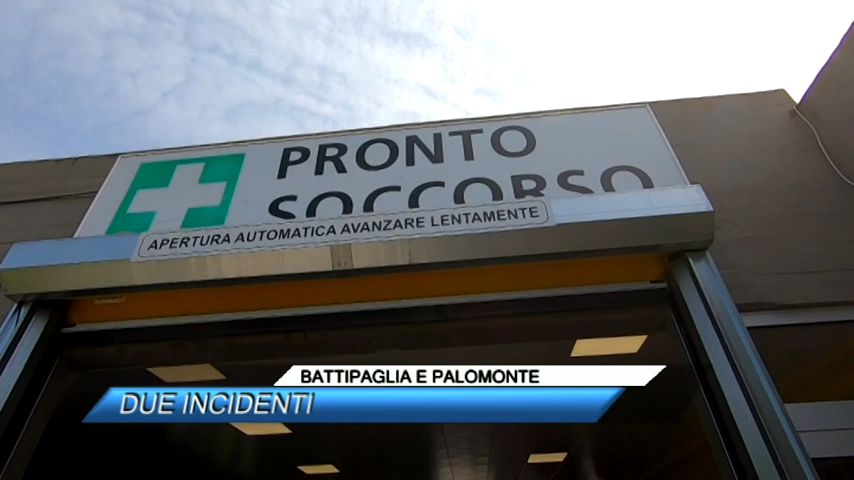 PRONTO
SOCCORSO
APERTURA AUTOMATICA AVANZARE LENTAMENTE
BATTIPAGLIA E PALOMONTE
DUE INCIDENTI